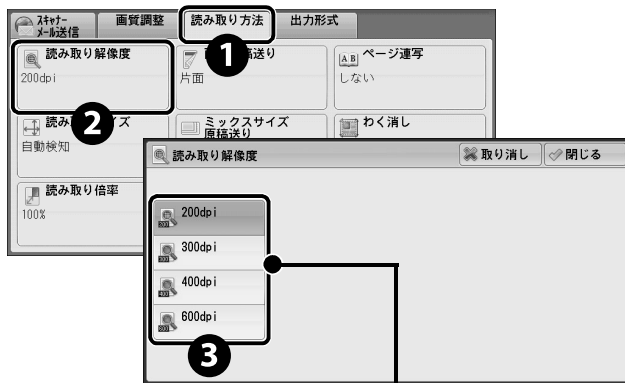 スキャナー
メール送信
画質調整
読み取り方法
出力形式
1
読み取り解像度
200dpi
稿送り
片面
A B
ページ連写
しない
2
読み
ズ
自動検知
ミックスサイズ
原稿送り
わく消し
読み取り倍率
100%
読み取り解像度
取り消し
閉じる
200dpi
300dpi
400dpi
600dpi
3